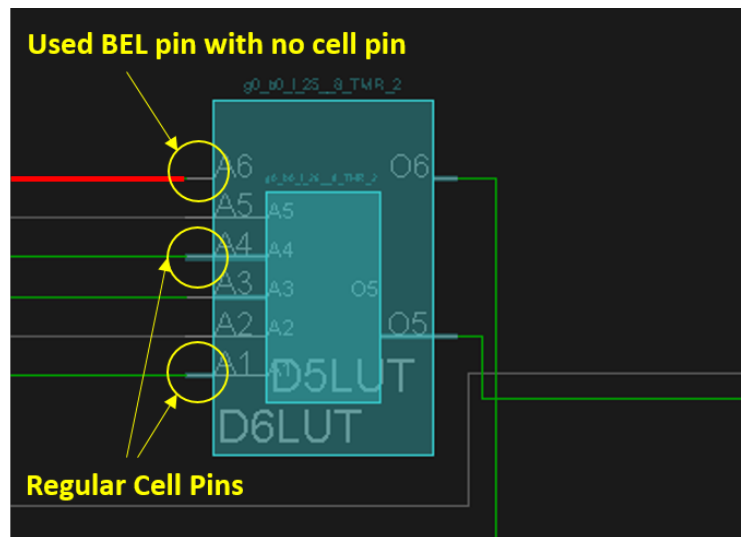 Used BEL pin with no cell pin
A6
O6
A5
A5
A4
A4
A3
A3
O5
A2
A2
O5
A1
A1
D5LUT
D6LUT
Regular Cell Pins